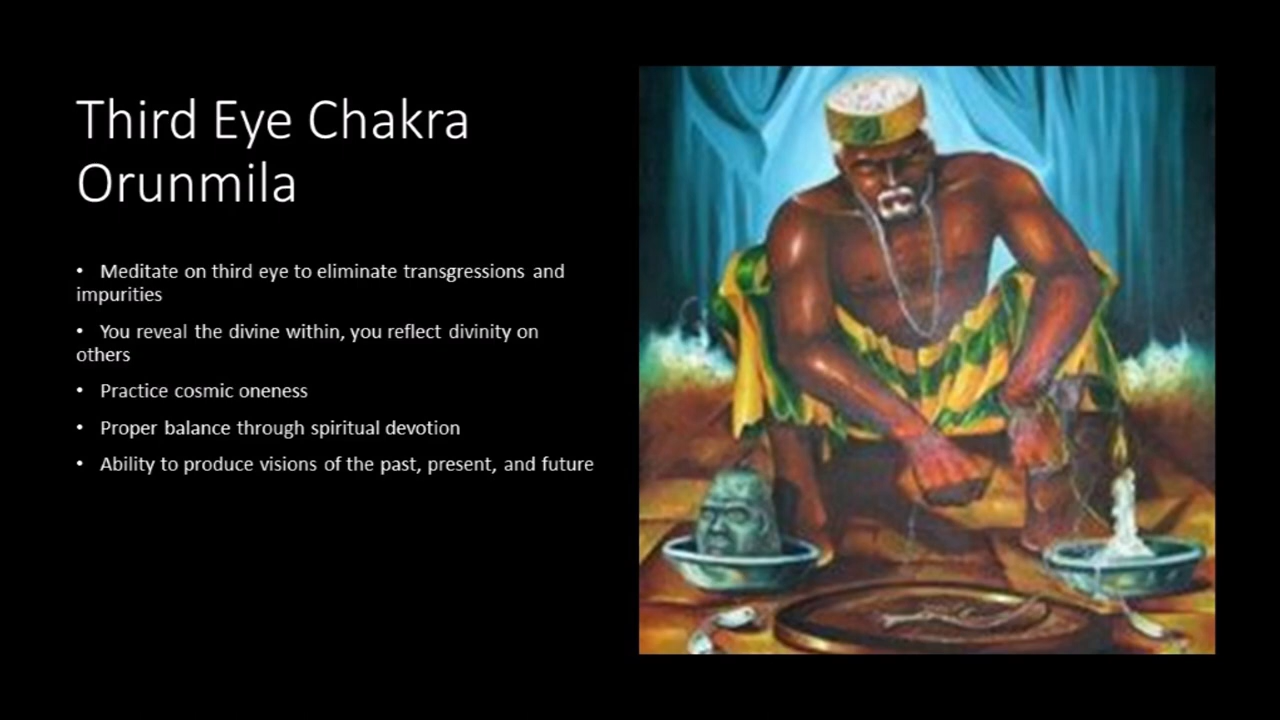 Third Eye Chakra
Orunmila
• Meditate on third eye to eliminate transgressions and
impurities
• You reveal the divine within, you reflect divinity on
others
• Practice cosmic oneness
• Proper balance through spiritual devotion
• Ability to produce visions of the past, present, and future